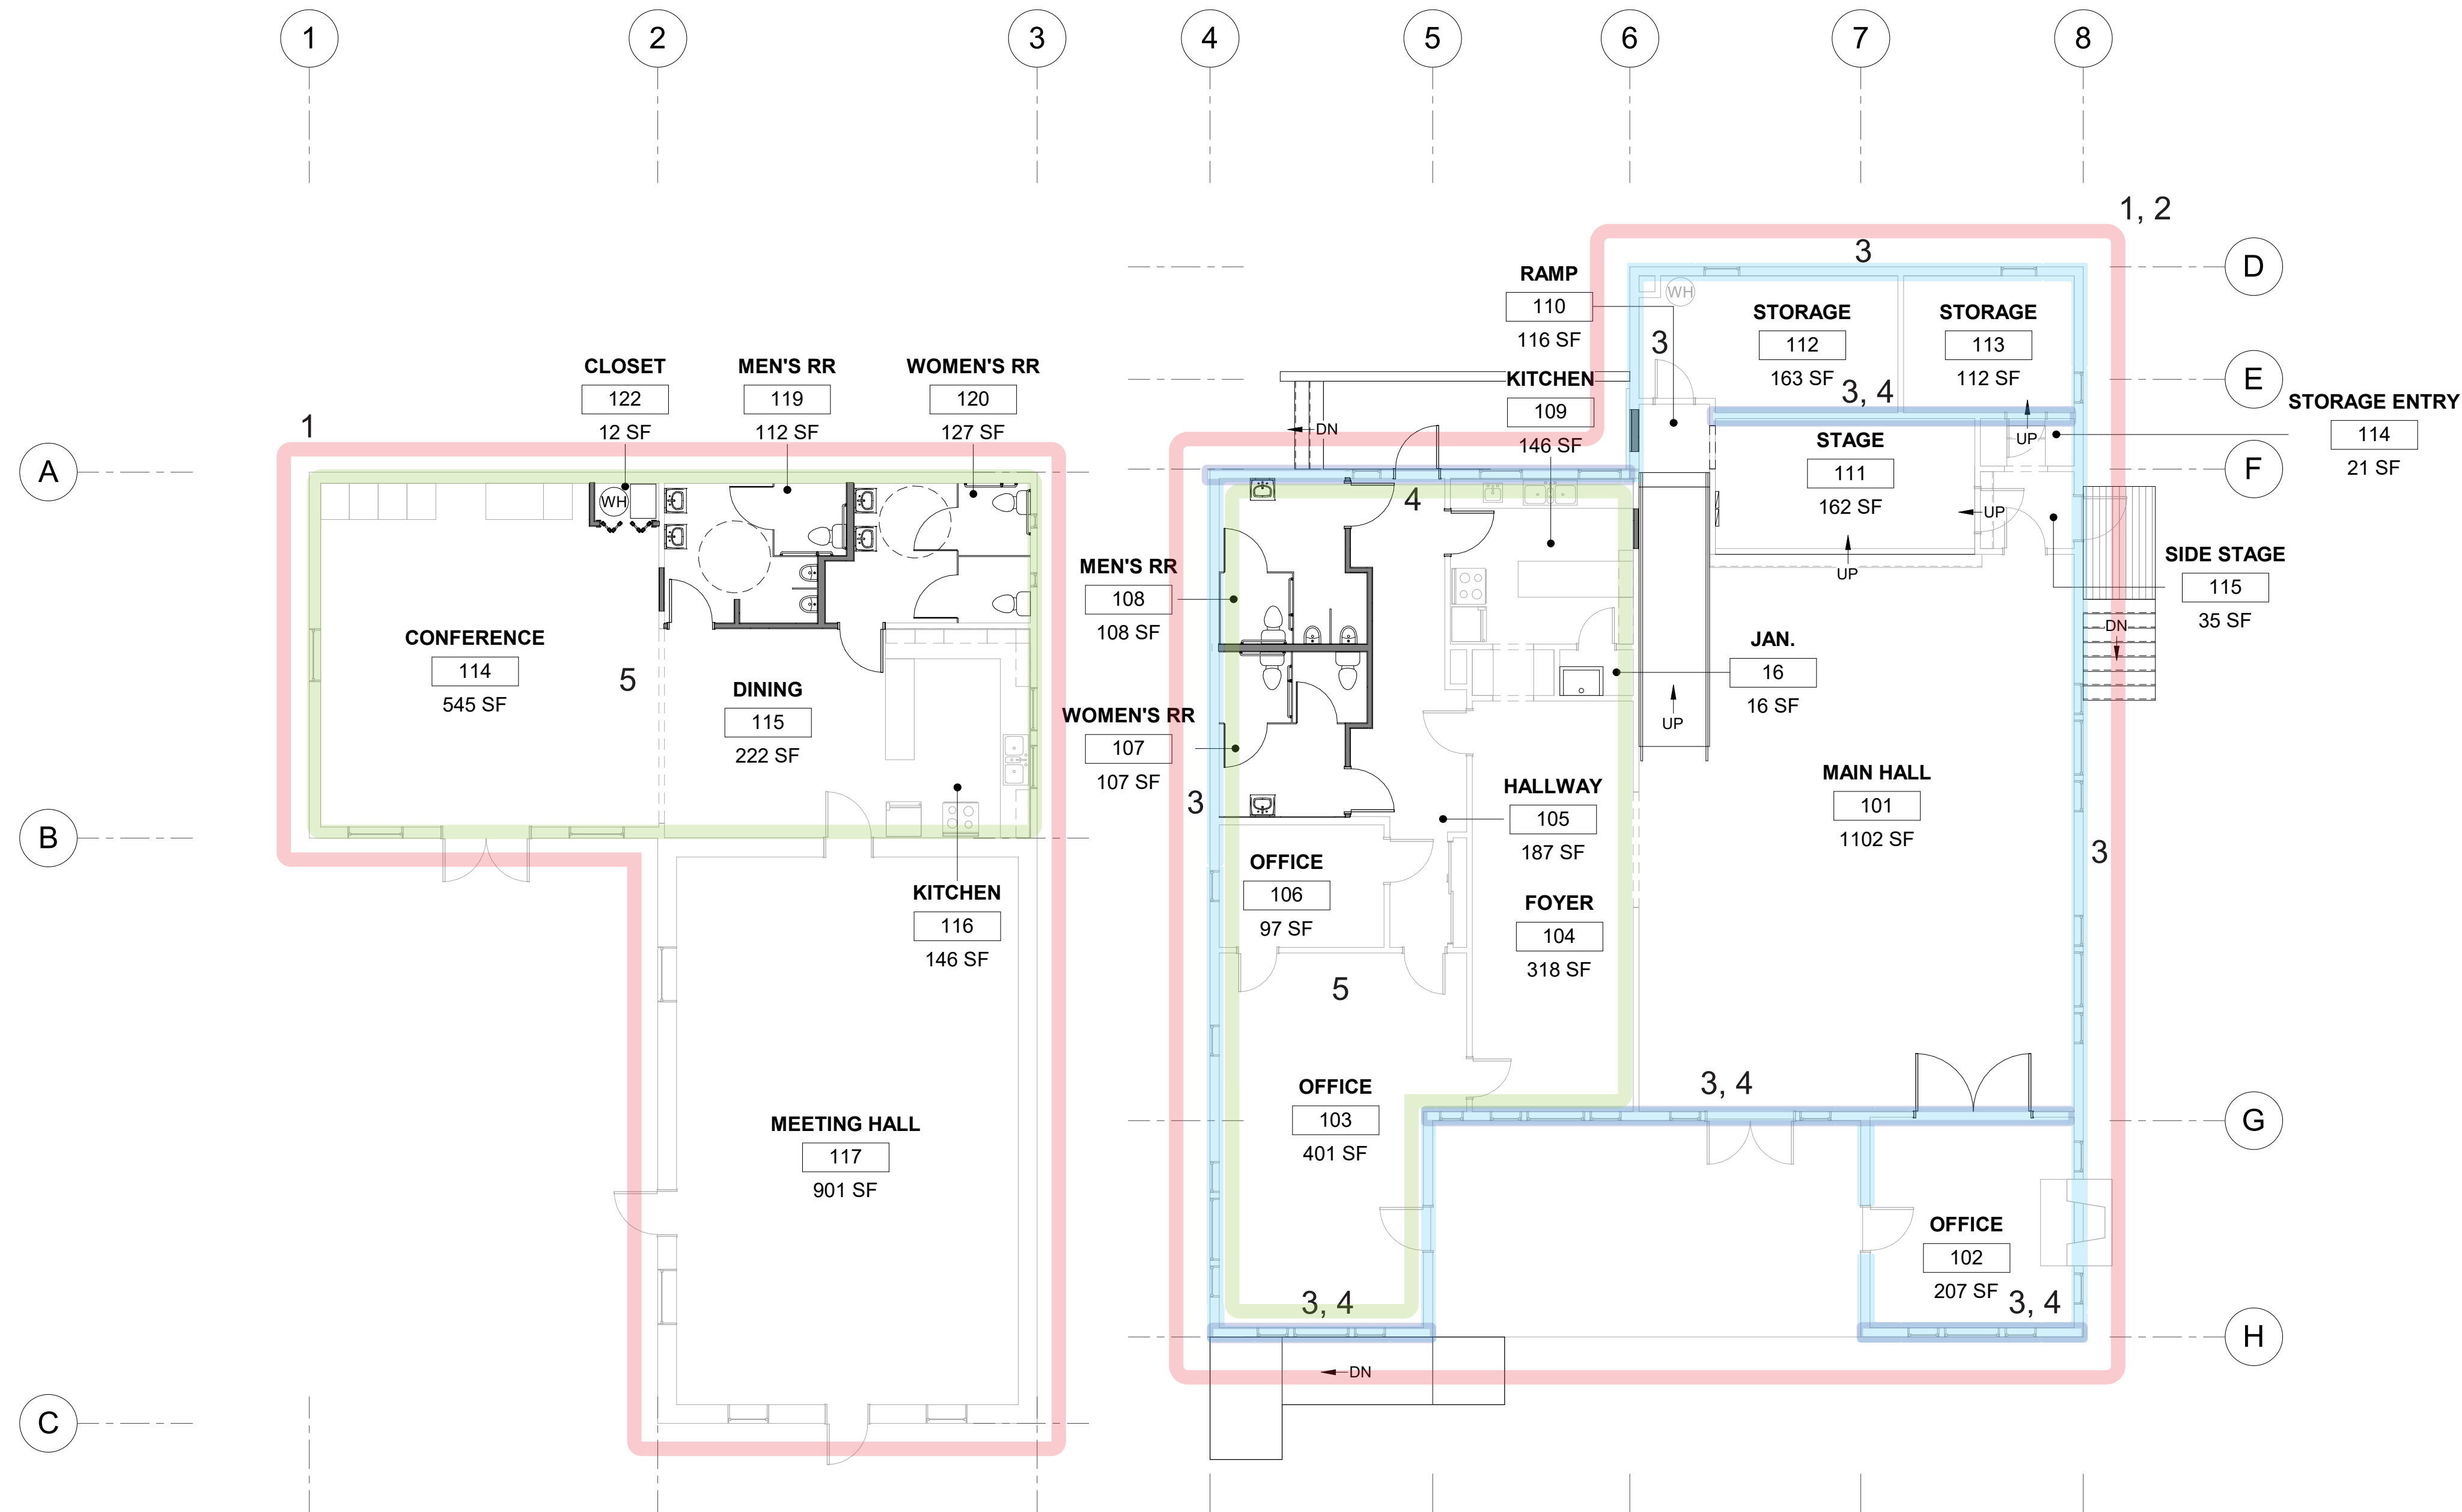 1
2
3
4
5
6
7
8
1, 2
3
D
RAMP
110
116 SF
WH
STORAGE
112
163 SF
STORAGE
113
112 SF
3
3, 4
E
CLOSET
122
12 SF
MEN'S RR
119
112 SF
WOMEN'S RR
120
127 SF
KITCHEN
109
146 SF
DN
STORAGE ENTRY
114
21 SF
1
UP
STAGE
111
162 SF
A
F
WH
4
UP
UP
SIDE STAGE
115
35 SF
MEN'S RR
108
108 SF
DN
CONFERENCE
114
545 SF
5
DINING
115
222 SF
JAN.
16
16 SF
WOMEN'S RR
107
107 SF
UP
MAIN HALL
101
1102 SF
HALLWAY
105
187 SF
3
B
3
OFFICE
106
97 SF
KITCHEN
116
146 SF
FOYER
104
318 SF
5
3, 4
OFFICE
103
401 SF
G
MEETING HALL
117
901 SF
OFFICE
102
207 SF
3, 4
3, 4
H
DN
C